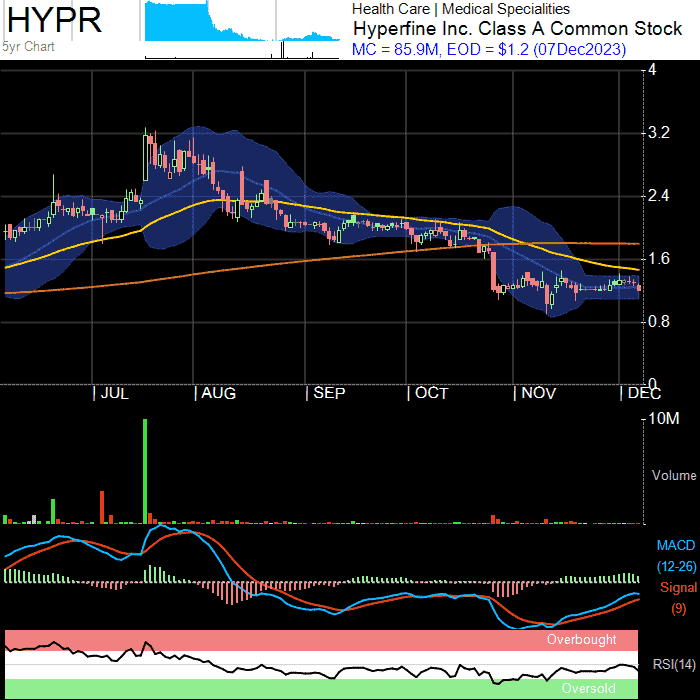 HYPR
5yr Chart
Health Care | Medical Specialities
Hyperfine Inc. Class A Common Stock
MC = 85.9M, EOD = $1.2 (07Dec2023)
4
3.2
2.4
1.6
0.8
0
| JUL | AUG | SEP | OCT | NOV | DEC
10M
Volume
MACD
(12-26)
Signal
(9)
Overbought
RSI(14)
Oversold